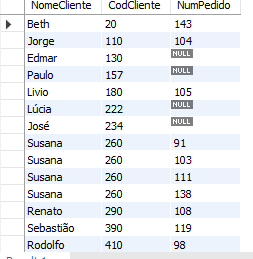 NomeCliente CodCliente NumPedido
Beth 20 143
Jorge 110 104
Edmar 130 NULL
Paulo 157 NULL
Livio 180 105
Lúcia 222 NULL
José 234 NULL
Susana 260 91
Susana 260 103
Susana 260 111
Susana 260 138
Renato 290 108
Sebastião 390 119
Rodolfo 410 98